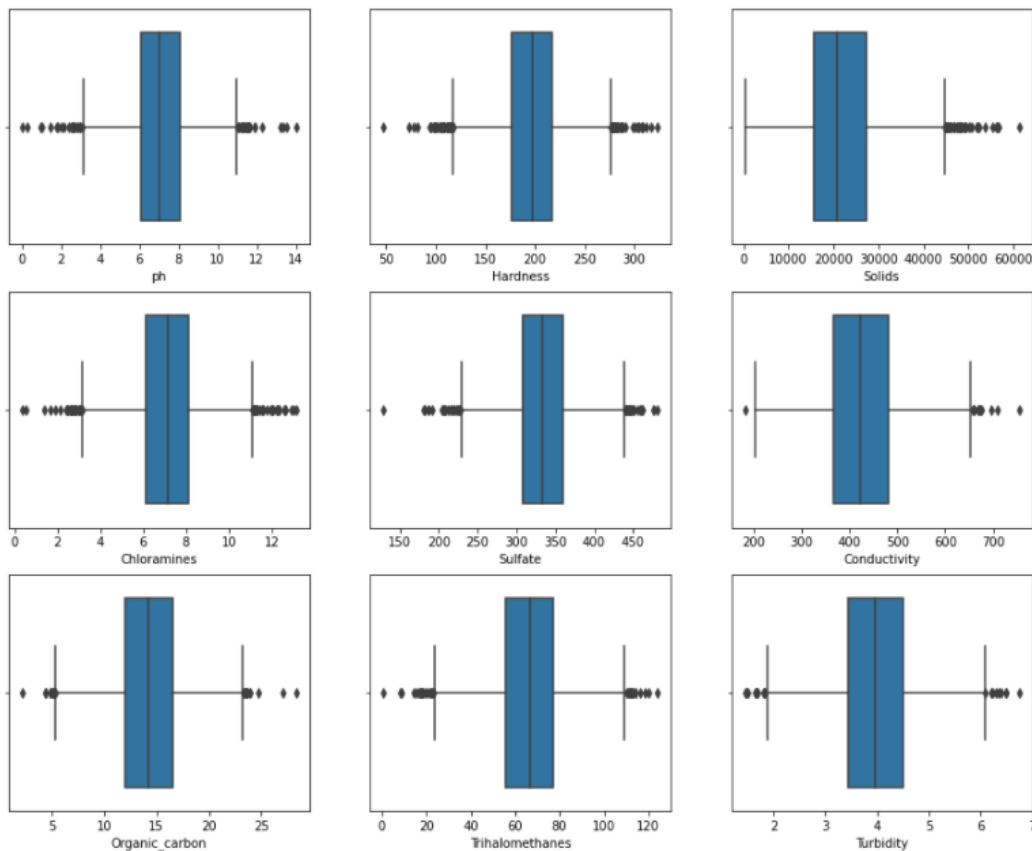 0 2 4 6 8 10 12 14
ph
50 100 150 200 250 300
Hardness
0 10000 20000 30000 40000 50000 60000
Solids
0 2 4 6 8 10 12
Chloramines
150 200 250 300 350 400 450
Sulfate
200 300 400 500 600 700
Conductivity
5 10 15 20 25
Organic_carbon
0 20 40 60 80 100 120
Trihalomethanes
2 3 4 5 6 7
Turbidity